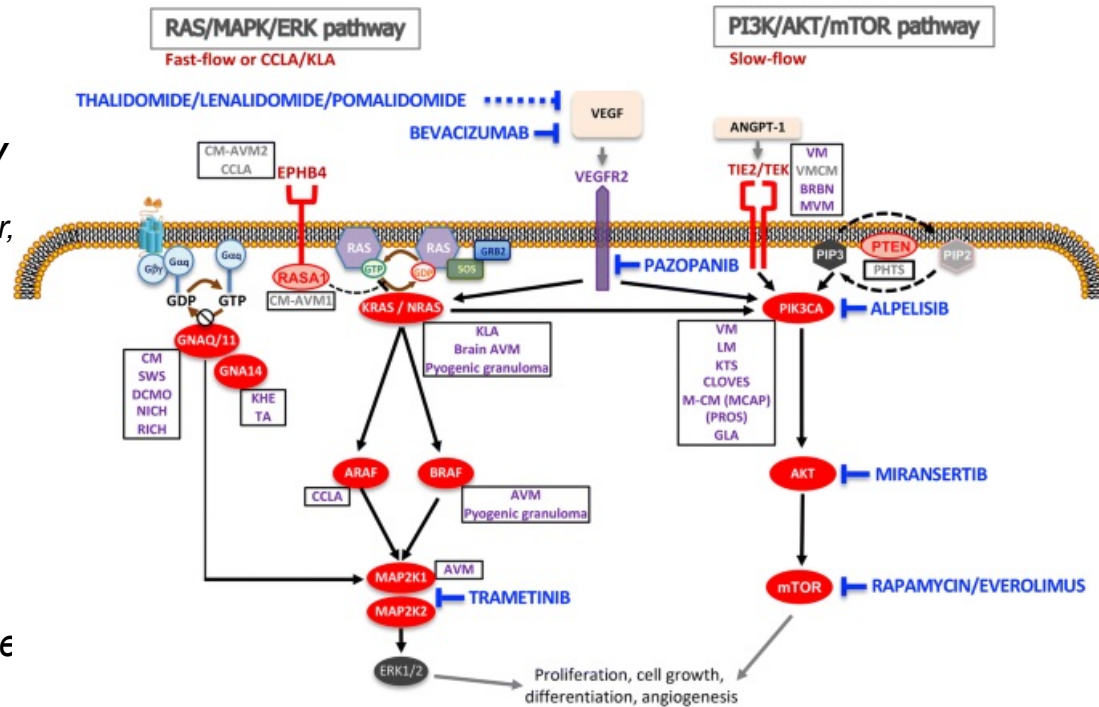 RAS/MAPK/ERK pathway
Fast-flow or CCLA/KLA
PI3K/AKT/mTOR pathway
Slow-flow
THALIDOMIDE/LENALIDOMIDE/POMALIDOMIDE
BEVACIZUMAB
VEGF
VEGFR2
ANGPT-1
TIE2/TEK
VM
VMCM
BRBN
MVM
CM-AVM2
CCLA
EPHB4
y
r,
Gβγ
Gαq
Gαq
GDP
GTP
RASA1
CM-AVM1
RAS
GTP
RAS
GDP
GRB2
SOS
PAZOPANIB
PIP3
PTEN
PHTS
PIP2
KRAS / NRAS
KLA
Brain AVM
Pyogenic granuloma
PIK3CA
ALPELISIB
VM
LM
KTS
CLOVES
M-CM (MCAP)
(PROS)
GLA
GNAQ/11
CM
SWS
DCMO
NICH
RICH
GNA14
KHE
TA
ARAF
CCLA
BRAF
AVM
Pyogenic granuloma
AKT
MIRANSERTIB
MAP2K1
AVM
MAP2K2
TRAMETINIB
mTOR
RAPAMYCIN/EVEROLIMUS
e
ERK1/2
Proliferation, cell growth,
differentiation, angiogenesis